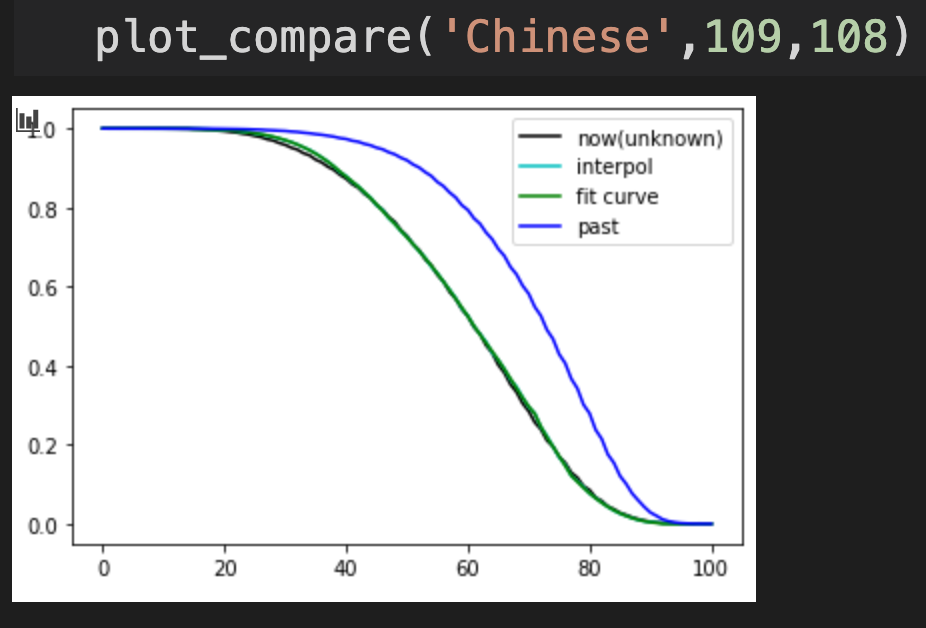 plot_compare('Chinese',109,108)
now(unknown)
interpol
fit curve
past
1.0
0.8
0.6
0.4
0.2
0.0
0 20 40 60 80 100